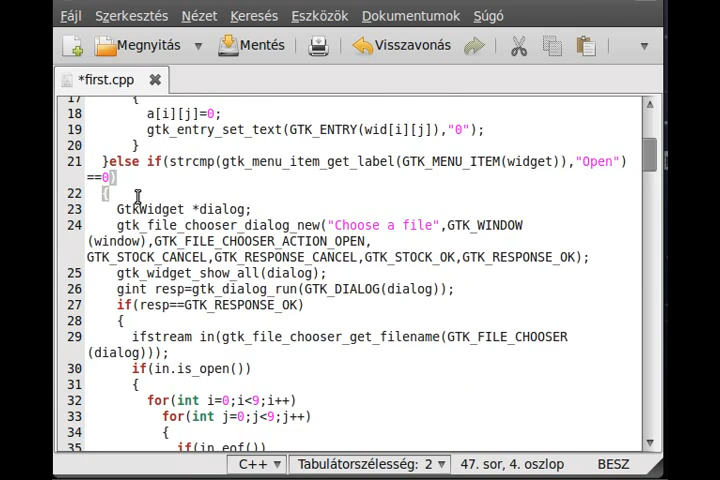 Fájl Szerkesztés Nézet Keresés Eszközök Dokumentumok Súgó
Megnyitás Mentés Visszavonás
*first.cpp
17 {
18 a[i][j]=0;
19 gtk_entry_set_text(GTK_ENTRY(wid[i][j]),"0");
20 }
21 }else if(strcmp(gtk_menu_item_get_label(GTK_MENU_ITEM(widget)),"Open")
==0)
22 {
23 GtkWidget *dialog;
24 gtk_file_chooser_dialog_new("Choose a file",GTK_WINDOW
(window),GTK_FILE_CHOOSER_ACTION_OPEN,
GTK_STOCK_CANCEL,GTK_RESPONSE_CANCEL,GTK_STOCK_OK,GTK_RESPONSE_OK);
25 gtk_widget_show_all(dialog);
26 gint resp=gtk_dialog_run(GTK_DIALOG(dialog));
27 if(resp==GTK_RESPONSE_OK)
28 {
29 ifstream in(gtk_file_chooser_get_filename(GTK_FILE_CHOOSER
(dialog)));
30 if(in.is_open())
31 {
32 for(int i=0;i<9;i++)
33 for(int j=0;j<9;j++)
34 {
35 if(in.eof())
C++ Tabulátorszélesség: 2 47. sor, 4. oszlop BESZ